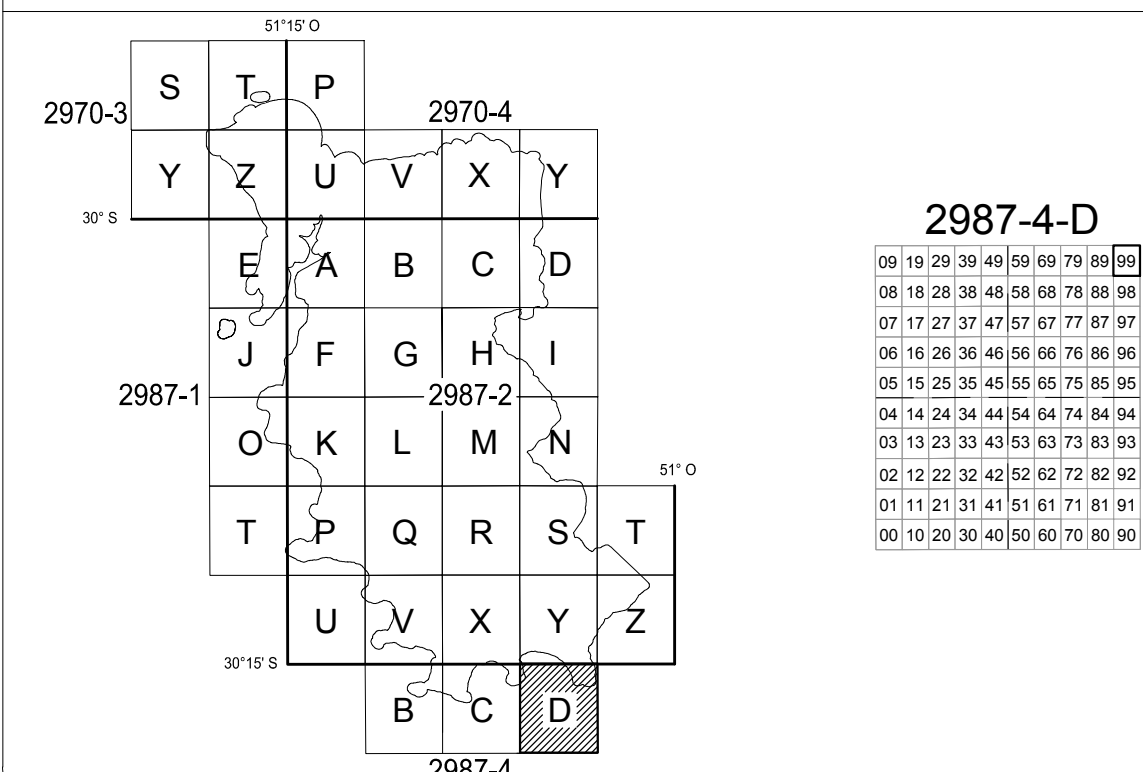 51°15' O
S T P
2970-3 2970-4
Y Z U V X Y
30° S
E A B C D
J F G H I
2987-1 2987-2
O K L M N
51° O
T P Q R S T
U V X Y Z
30°15' S
B C D
2987-4
2987-4-D
09 19 29 39 49 59 69 79 89 99
08 18 28 38 48 58 68 78 88 98
07 17 27 37 47 57 67 77 87 97
06 16 26 36 46 56 66 76 86 96
05 15 25 35 45 55 65 75 85 95
04 14 24 34 44 54 64 74 84 94
03 13 23 33 43 53 63 73 83 93
02 12 22 32 42 52 62 72 82 92
01 11 21 31 41 51 61 71 81 91
00 10 20 30 40 50 60 70 80 90